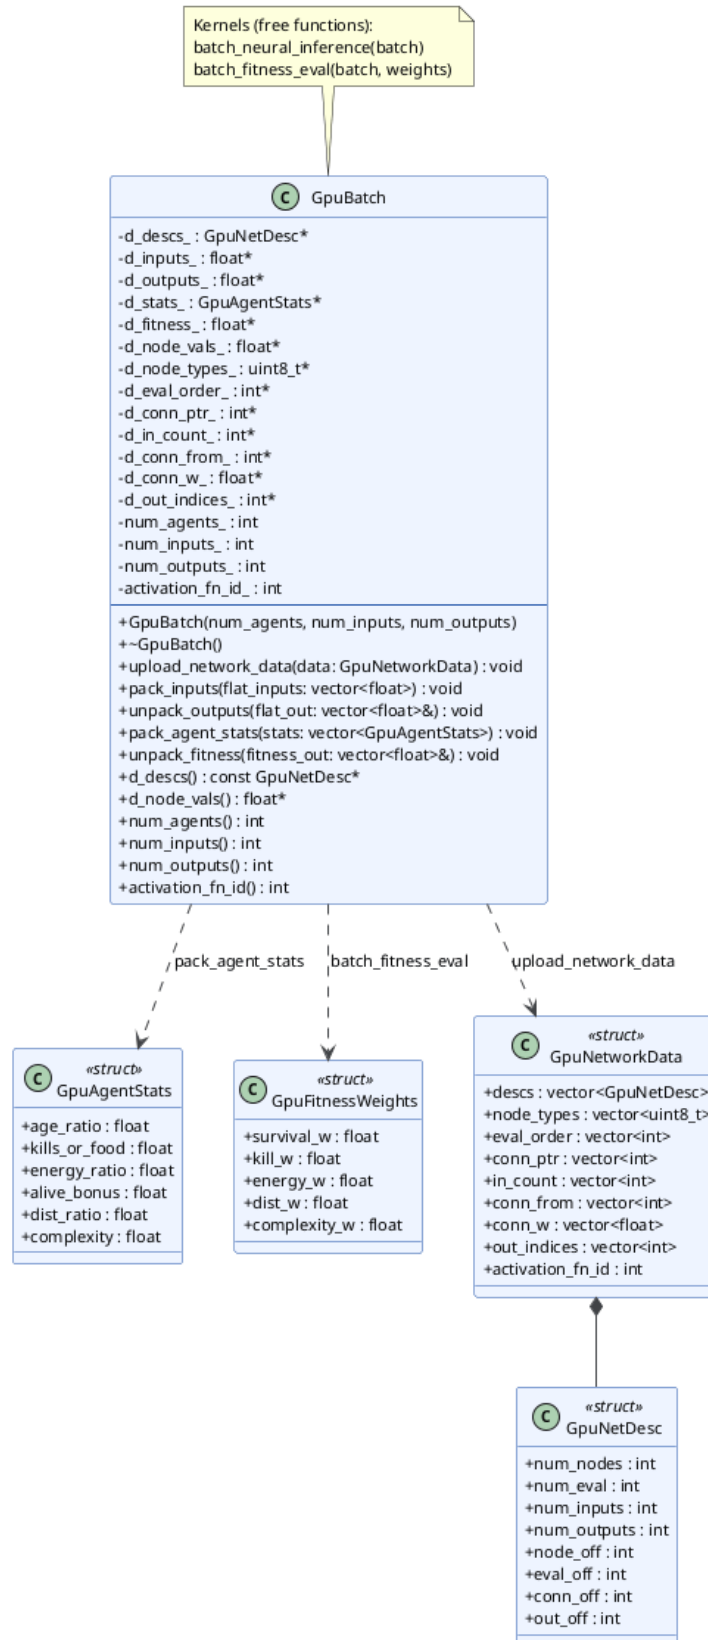 Kernels (free functions):
batch_neural_inference(batch)
batch_fitness_eval(batch, weights)
C GpuBatch
-d_descs_ : GpuNetDesc*
-d_inputs_ : float*
-d_outputs_ : float*
-d_stats_ : GpuAgentStats*
-d_fitness_ : float*
-d_node_vals_ : float*
-d_node_types_ : uint8_t*
-d_eval_order_ : int*
-d_conn_ptr_ : int*
-d_in_count_ : int*
-d_conn_from_ : int*
-d_conn_w_ : float*
-d_out_indices_ : int*
-num_agents_ : int
-num_inputs_ : int
-num_outputs_ : int
-activation_fn_id_ : int
+GpuBatch(num_agents, num_inputs, num_outputs)
+~GpuBatch()
+upload_network_data(data: GpuNetworkData) : void
+pack_inputs(flat_inputs: vector<float>) : void
+unpack_outputs(flat_out: vector<float>&) : void
+pack_agent_stats(stats: vector<GpuAgentStats>) : void
+unpack_fitness(fitness_out: vector<float>&) : void
+d_descs() : const GpuNetDesc*
+d_node_vals() : float*
+num_agents() : int
+num_inputs() : int
+num_outputs() : int
+activation_fn_id() : int
pack_agent_stats
batch_fitness_eval
upload_network_data
C «struct»
GpuAgentStats
+age_ratio : float
+kills_or_food : float
+energy_ratio : float
+alive_bonus : float
+dist_ratio : float
+complexity : float
C «struct»
GpuFitnessWeights
+survival_w : float
+kill_w : float
+energy_w : float
+dist_w : float
+complexity_w : float
C «struct»
GpuNetworkData
+descs : vector<GpuNetDesc>
+node_types : vector<uint8_t>
+eval_order : vector<int>
+conn_ptr : vector<int>
+in_count : vector<int>
+conn_from : vector<int>
+conn_w : vector<float>
+out_indices : vector<int>
+activation_fn_id : int
C «struct»
GpuNetDesc
+num_nodes : int
+num_eval : int
+num_inputs : int
+num_outputs : int
+node_off : int
+eval_off : int
+conn_off : int
+out_off : int